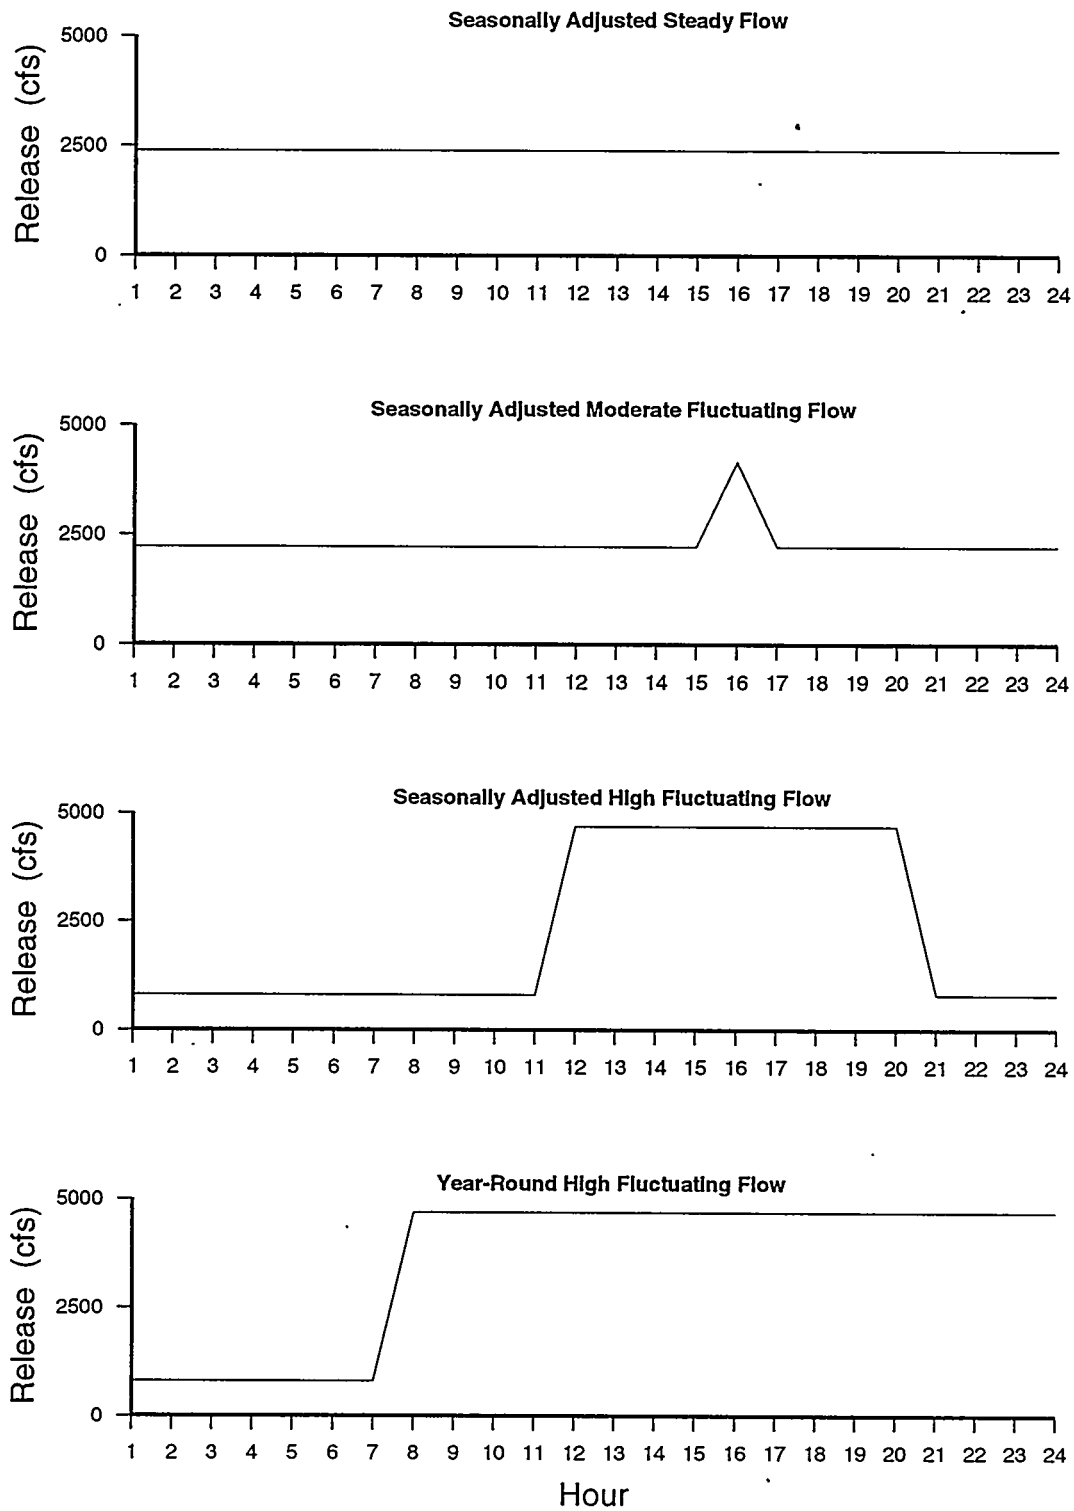 Seasonally Adjusted Steady Flow
5000
2500
0
Release (cfs)
1 2 3 4 5 6 7 8 9 10 11 12 13 14 15 16 17 18 19 20 21 22 23 24
Seasonally Adjusted Moderate Fluctuating Flow
5000
2500
0
Release (cfs)
1 2 3 4 5 6 7 8 9 10 11 12 13 14 15 16 17 18 19 20 21 22 23 24
Seasonally Adjusted High Fluctuating Flow
5000
2500
0
Release (cfs)
1 2 3 4 5 6 7 8 9 10 11 12 13 14 15 16 17 18 19 20 21 22 23 24
Year-Round High Fluctuating Flow
5000
2500
0
Release (cfs)
1 2 3 4 5 6 7 8 9 10 11 12 13 14 15 16 17 18 19 20 21 22 23 24
Hour